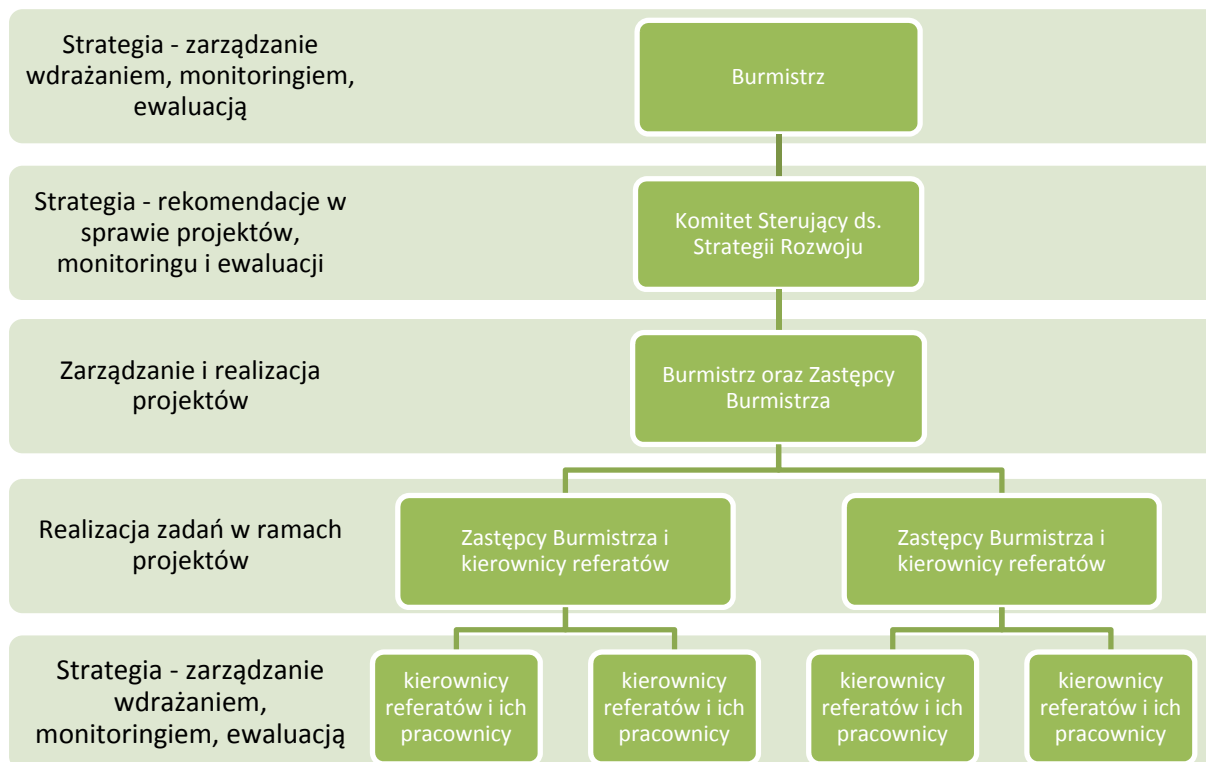 Strategia - zarządzanie
wdrażaniem, monitoringiem,
ewaluacją
Burmistrz
Strategia - rekomendacje w
sprawie projektów,
monitoringu i ewaluacji
Komitet Sterujący ds.
Strategii Rozwoju
Zarządzanie i realizacja
projektów
Burmistrz oraz Zastępcy
Burmistrza
Realizacja zadań w ramach
projektów
Zastępcy Burmistrza i
kierownicy referatów
Zastępcy Burmistrza i
kierownicy referatów
Strategia - zarządzanie
wdrażaniem,
monitoringiem, ewaluacją
kierownicy
referatów i ich
pracownicy
kierownicy
referatów i ich
pracownicy
kierownicy
referatów i ich
pracownicy
kierownicy
referatów i ich
pracownicy